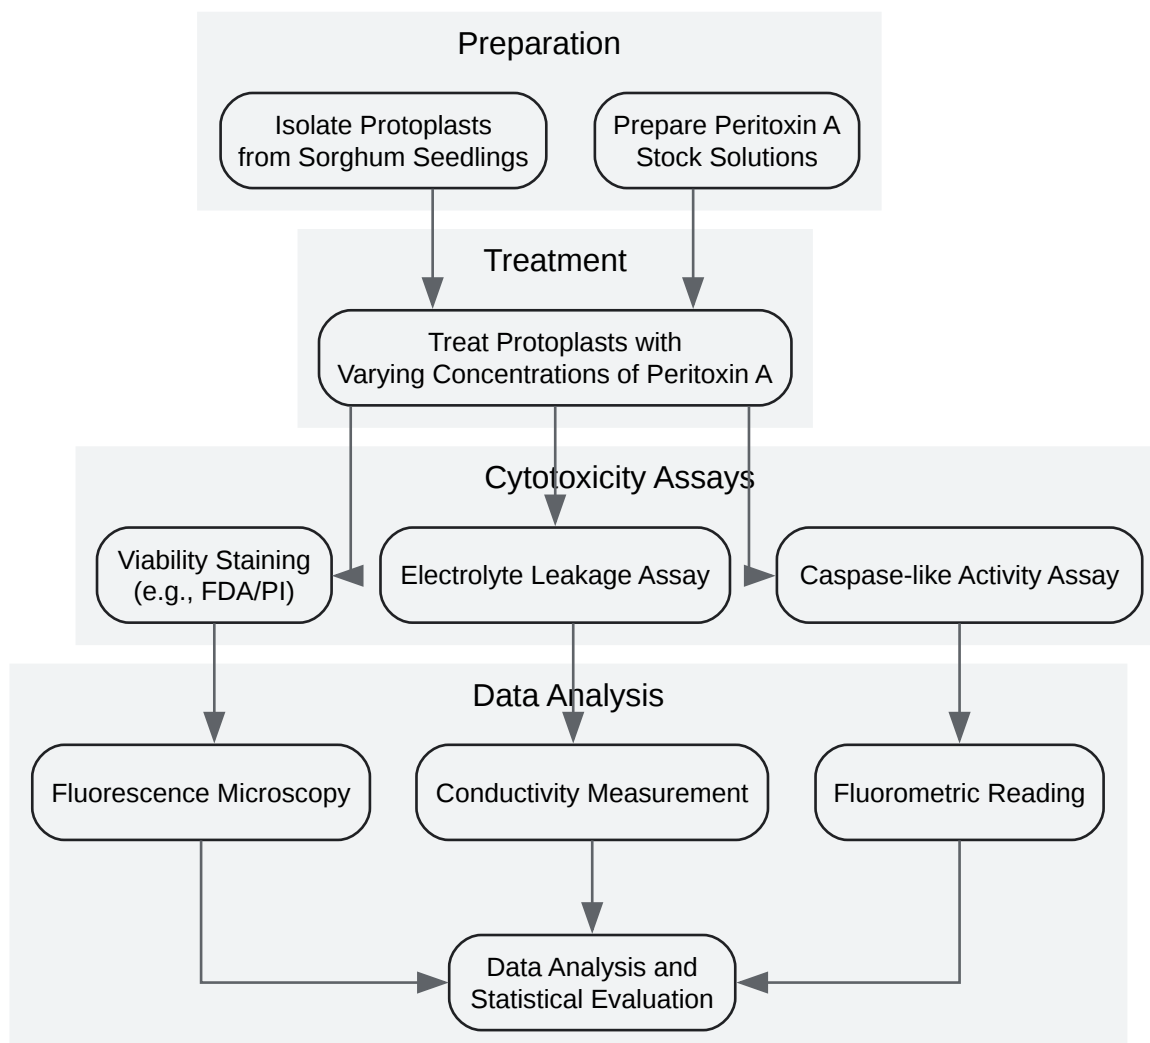 Preparation
Isolate Protoplasts
from Sorghum Seedlings
Prepare Peritoxin A
Stock Solutions
Treatment
Treat Protoplasts with
Varying Concentrations of Peritoxin A
Cytotoxicity Assays
Viability Staining
(e.g., FDA/PI)
Electrolyte Leakage Assay
Caspase-like Activity Assay
Data Analysis
Fluorescence Microscopy
Conductivity Measurement
Fluorometric Reading
Data Analysis and
Statistical Evaluation